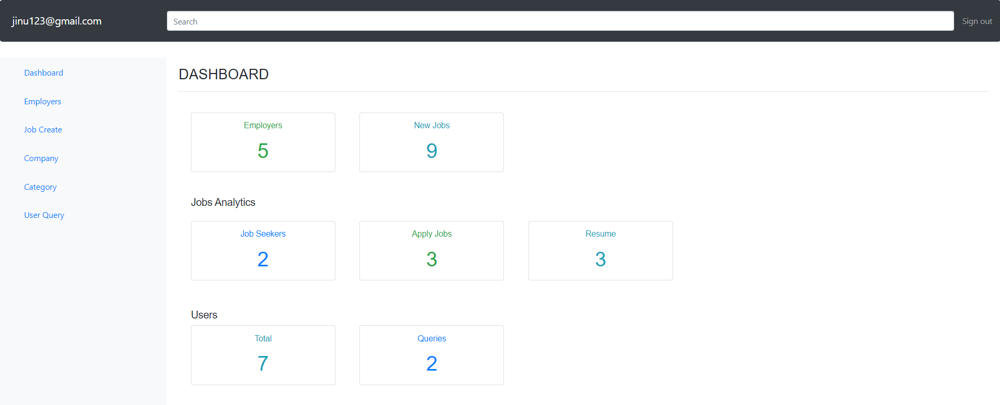 jinu123@gmail.com
Search
Sign out
Dashboard
Employers
Job Create
Company
Category
User Query
DASHBOARD
Employers
5
New Jobs
9
Jobs Analytics
Job Seekers
2
Apply Jobs
3
Resume
3
Users
Total
7
Queries
2